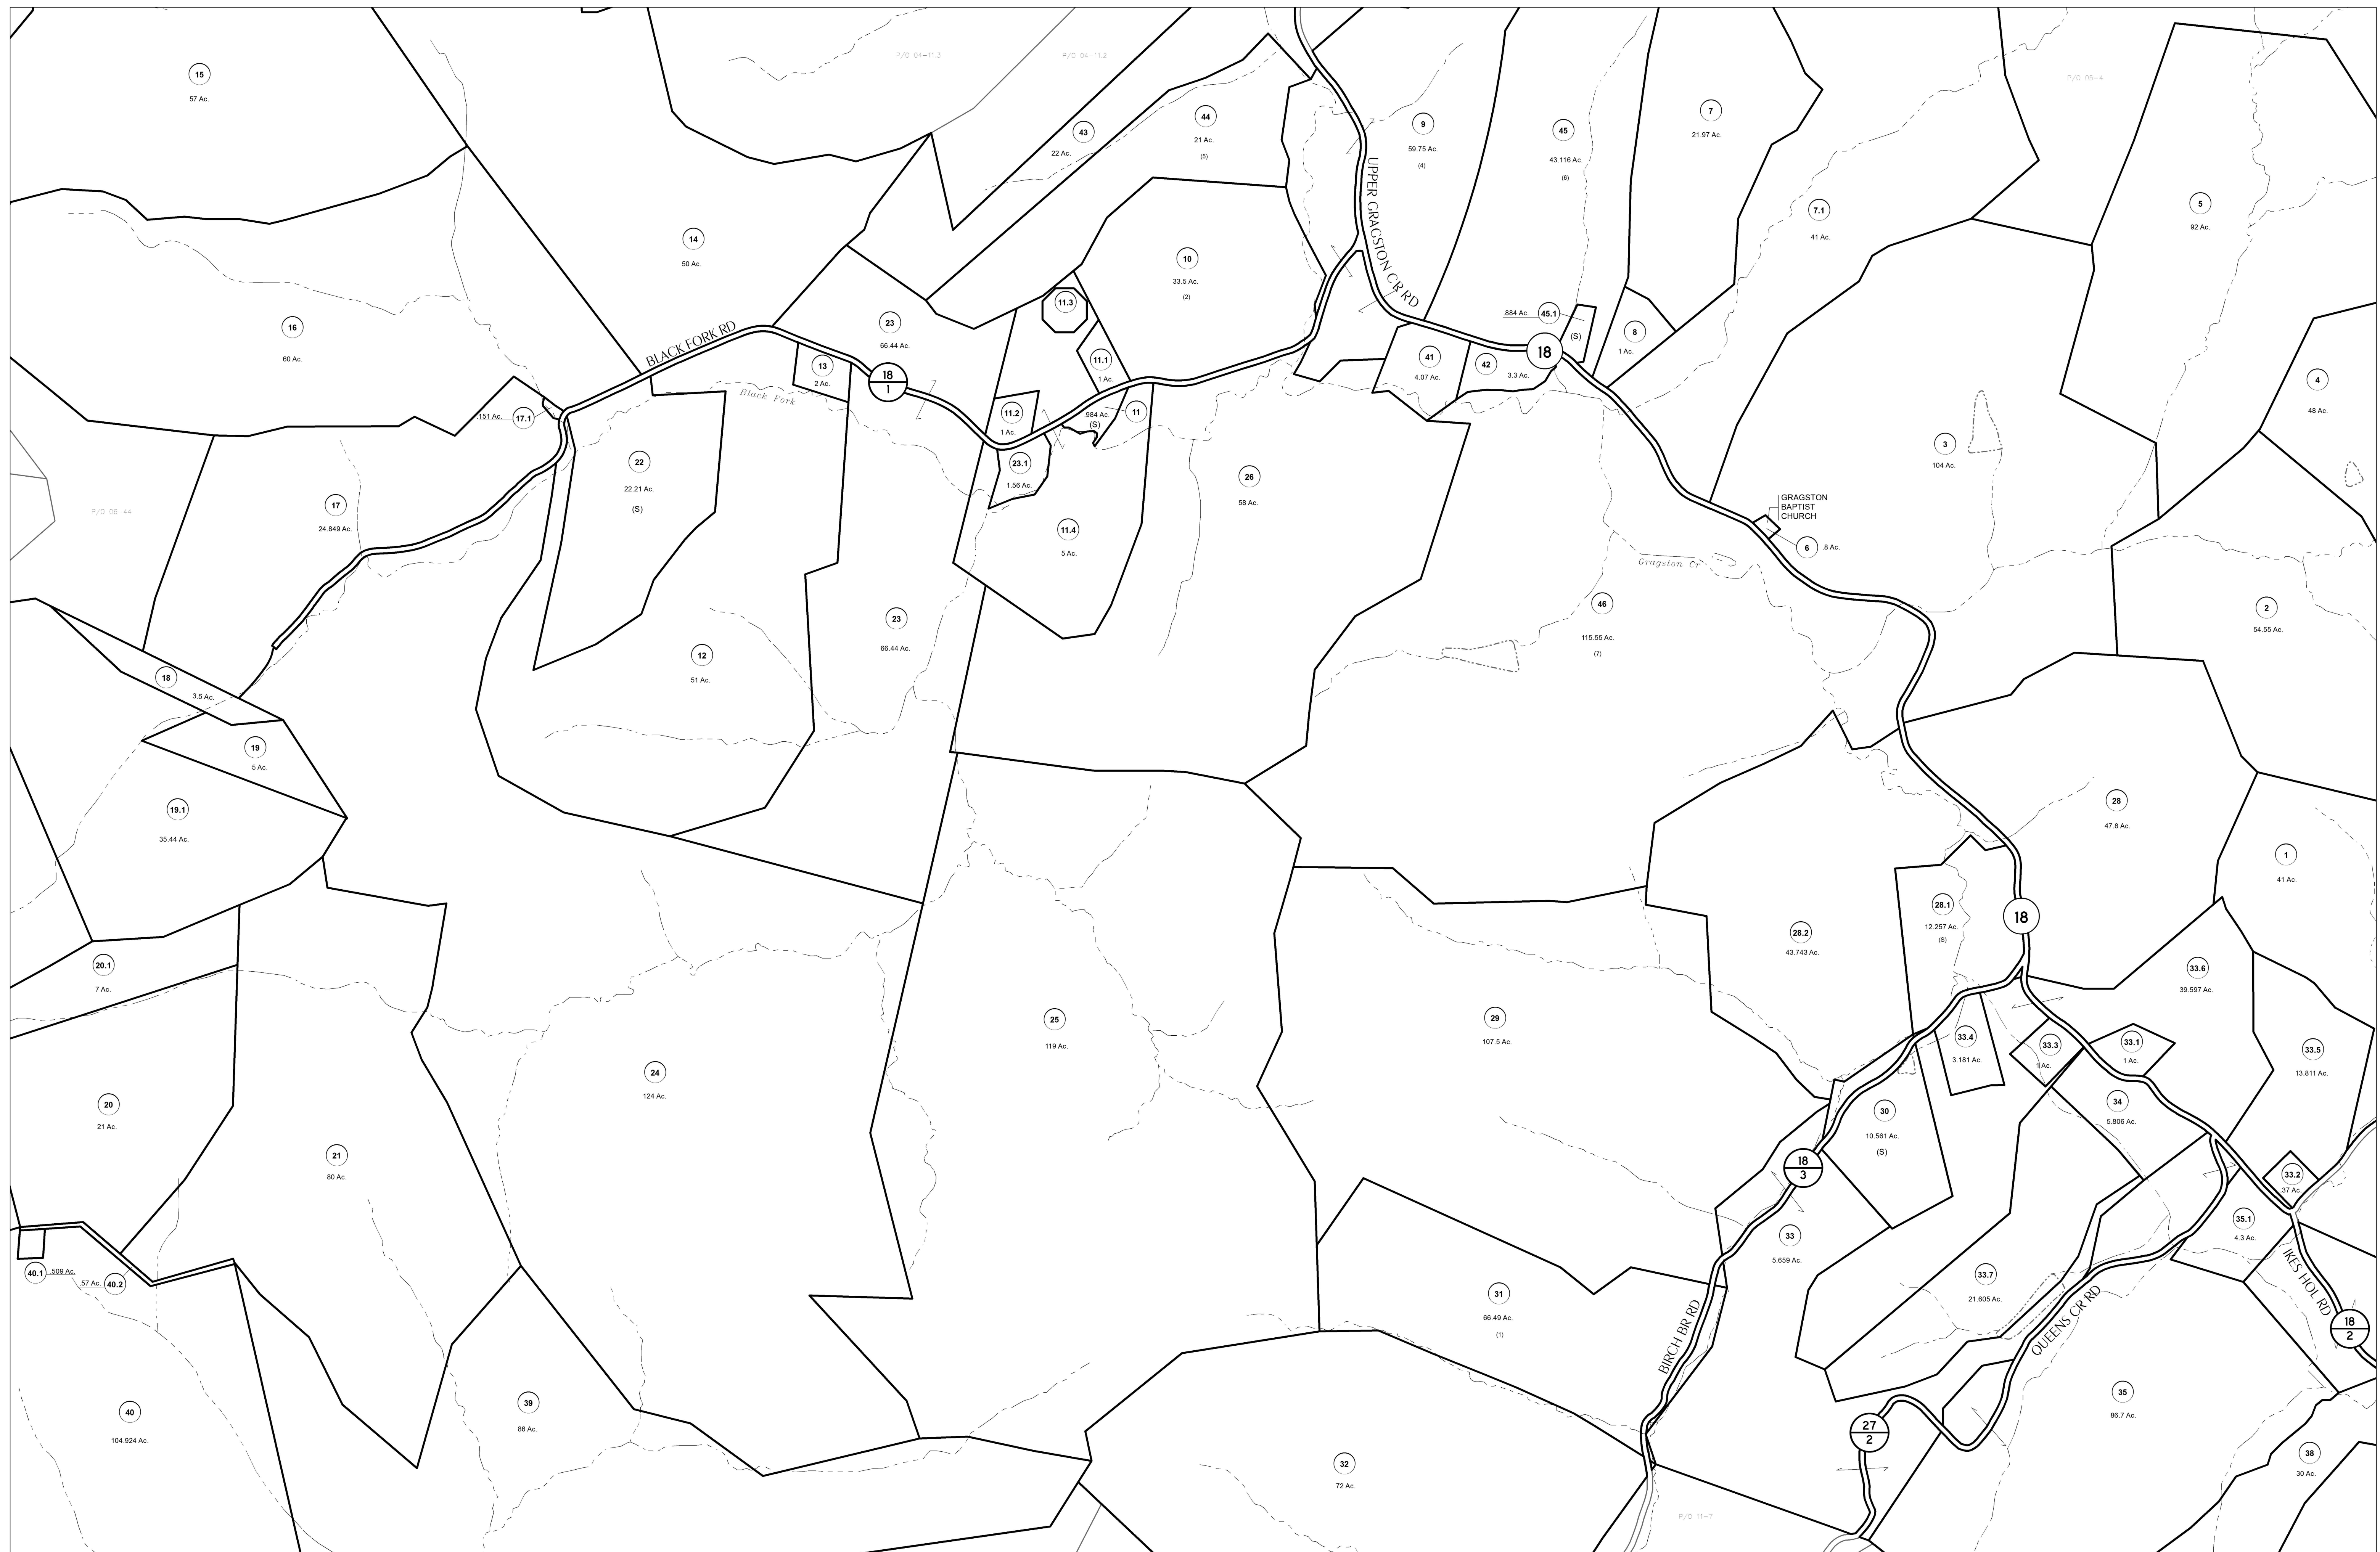 P/O 04-11.3
P/O 04-11.2
P/O 05-4
15
57 Ac.
43
22 Ac.
44
21 Ac.
(5)
9
59.75 Ac.
(4)
45
43.116 Ac.
(6)
7
21.97 Ac.
7.1
41 Ac.
5
92 Ac.
14
50 Ac.
10
33.5 Ac.
(2)
UPPER GRAGSTON CR RD
16
60 Ac.
BLACK FORK RD
23
66.44 Ac.
11.3
.884 Ac.
45.1
(S)
8
1 Ac.
18
41
4.07 Ac.
42
3.3 Ac.
4
48 Ac.
13
2 Ac.
18
1
11.1
1 Ac.
Black Fork
.151 Ac.
17.1
11.2
1 Ac.
.984 Ac.
(S)
11
3
104 Ac.
22
22.21 Ac.
(S)
23.1
1.56 Ac.
26
58 Ac.
P/O 06-44
17
24.849 Ac.
11.4
5 Ac.
GRAGSTON
BAPTIST
CHURCH
6
.8 Ac.
Gragston Cr
46
115.55 Ac.
(7)
2
54.55 Ac.
23
66.44 Ac.
12
51 Ac.
18
3.5 Ac.
19
5 Ac.
19.1
35.44 Ac.
28
47.8 Ac.
1
41 Ac.
28.1
12.257 Ac.
(S)
18
28.2
43.743 Ac.
20.1
7 Ac.
33.6
39.597 Ac.
25
119 Ac.
29
107.5 Ac.
33.4
3.181 Ac.
33.3
1 Ac.
33.1
1 Ac.
33.5
13.811 Ac.
24
124 Ac.
20
21 Ac.
30
10.561 Ac.
(S)
34
5.806 Ac.
21
80 Ac.
18
3
33.2
.37 Ac.
33
5.659 Ac.
35.1
4.3 Ac.
40.1
.509 Ac.
.57 Ac.
40.2
33.7
21.605 Ac.
31
66.49 Ac.
(1)
BIRCH BR RD
QUEENS CR RD
IKES HOL RD
18
2
40
104.924 Ac.
39
86 Ac.
35
86.7 Ac.
27
2
32
72 Ac.
38
30 Ac.
P/O 11-7